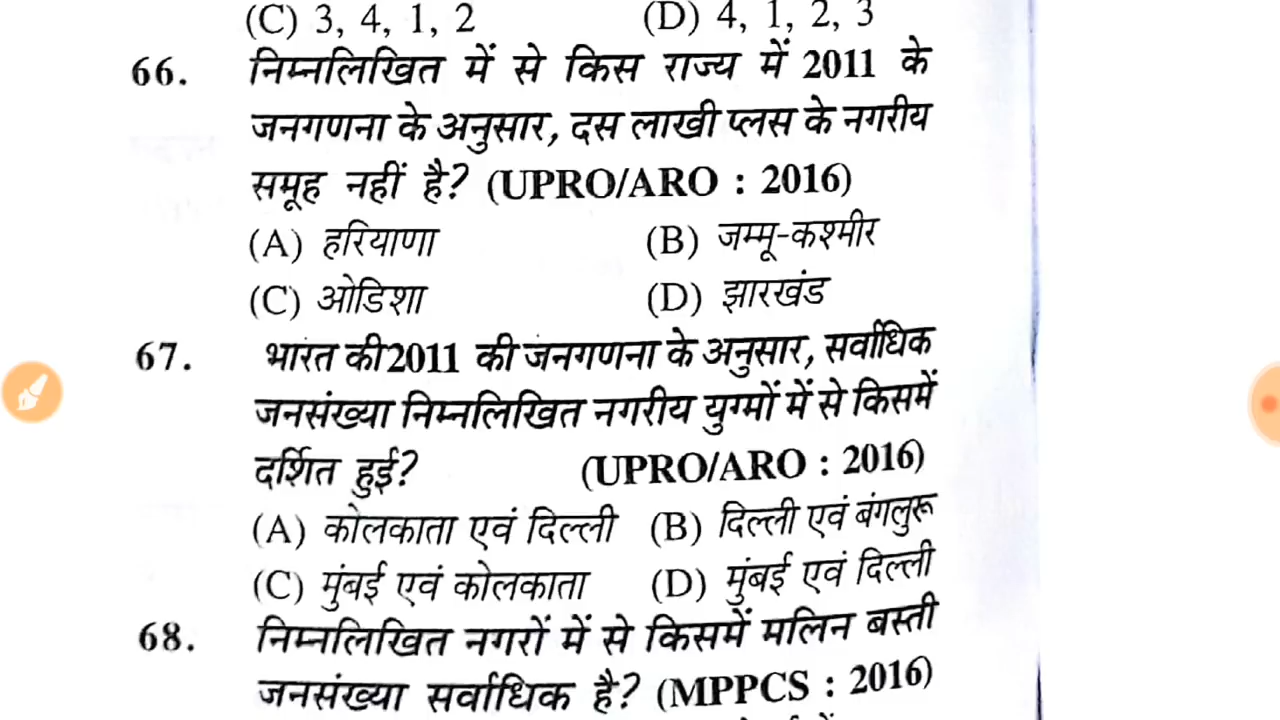 (C) 3, 4, 1, 2 (D) 4, 1, 2, 3
66. निम्नलिखित में से किस राज्य में 2011 के
जनगणना के अनुसार, दस लाखी प्लस के नगरीय
समूह नहीं है? (UPRO/ARO : 2016)
(A) हरियाणा (B) जम्मू-कश्मीर
(C) ओडिशा (D) झारखंड
67. भारत की2011 की जनगणना के अनुसार, सर्वाधिक
जनसंख्या निम्नलिखित नगरीय युग्मों में से किसमें
दर्शित हुई? (UPRO/ARO : 2016)
(A) कोलकाता एवं दिल्ली (B) दिल्ली एवं बंगलुरू
(C) मुंबई एवं कोलकाता (D) मुंबई एवं दिल्ली
68. निम्नलिखित नगरों में से किसमें मलिन बस्ती
जनसंख्या सर्वाधिक है? (MPPCS : 2016)